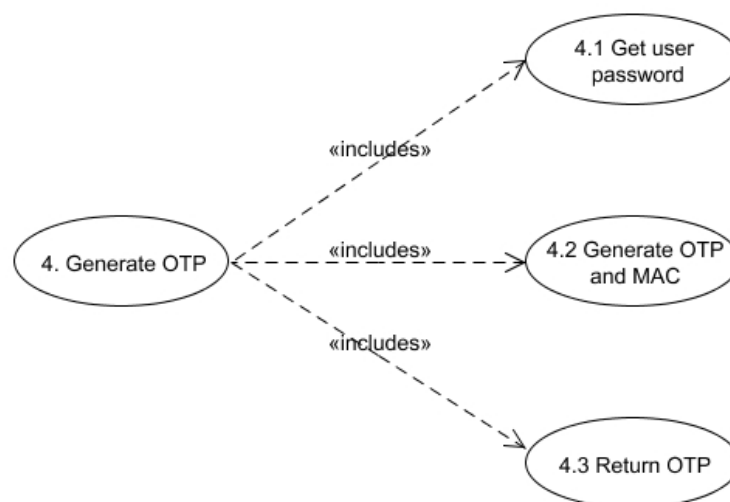 4.1 Get user
password
«includes»
4. Generate OTP
«includes»
4.2 Generate OTP
and MAC
«includes»
4.3 Return OTP